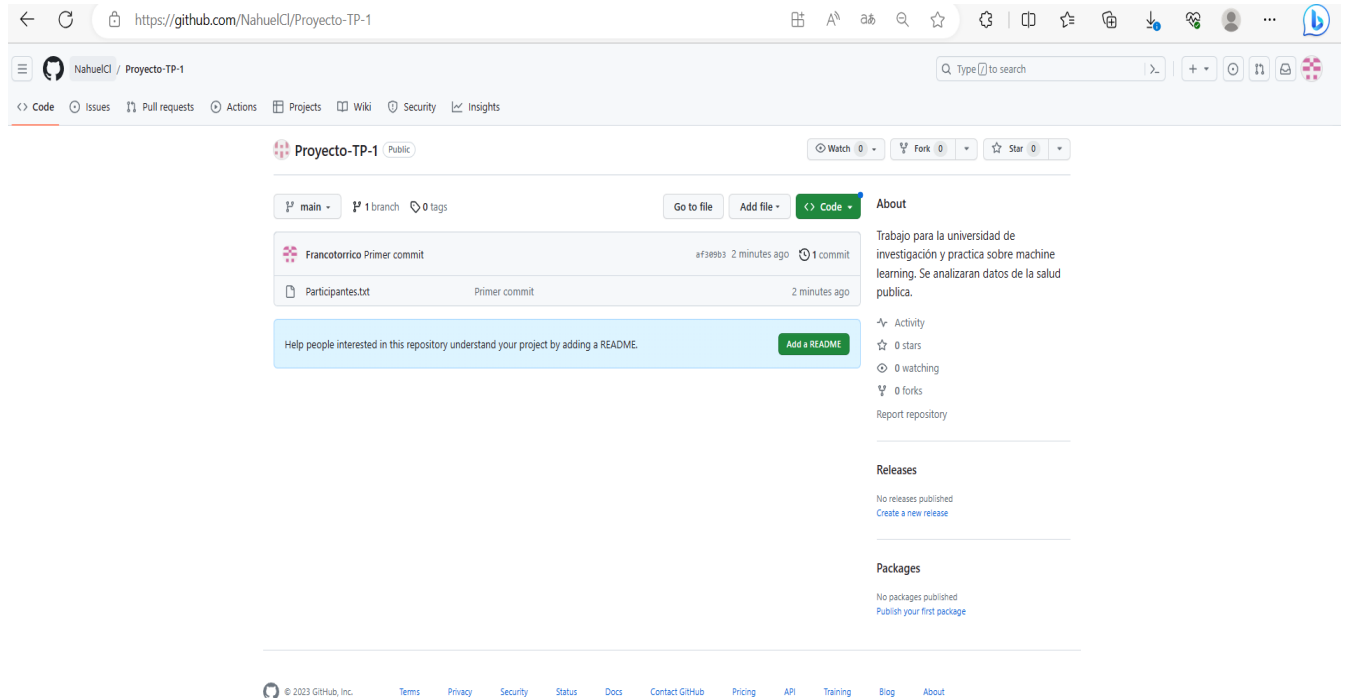 https://github.com/NahuelCl/Proyecto-TP-1
NahuelCl / Proyecto-TP-1
Type / to search
Code Issues Pull requests Actions Projects Wiki Security Insights
Proyecto-TP-1 Public
Watch 0 Fork 0 Star 0
main 1 branch 0 tags Go to file Add file Code
Francotorrico Primer commit af309b3 2 minutes ago 1 commit
Participantes.txt Primer commit 2 minutes ago
Help people interested in this repository understand your project by adding a README. Add a README
About
Trabajo para la universidad de
investigación y practica sobre machine
learning. Se analizaran datos de la salud
publica.
Activity
0 stars
0 watching
0 forks
Report repository
Releases
No releases published
Create a new release
Packages
No packages published
Publish your first package
© 2023 GitHub, Inc. Terms Privacy Security Status Docs Contact GitHub Pricing API Training Blog About